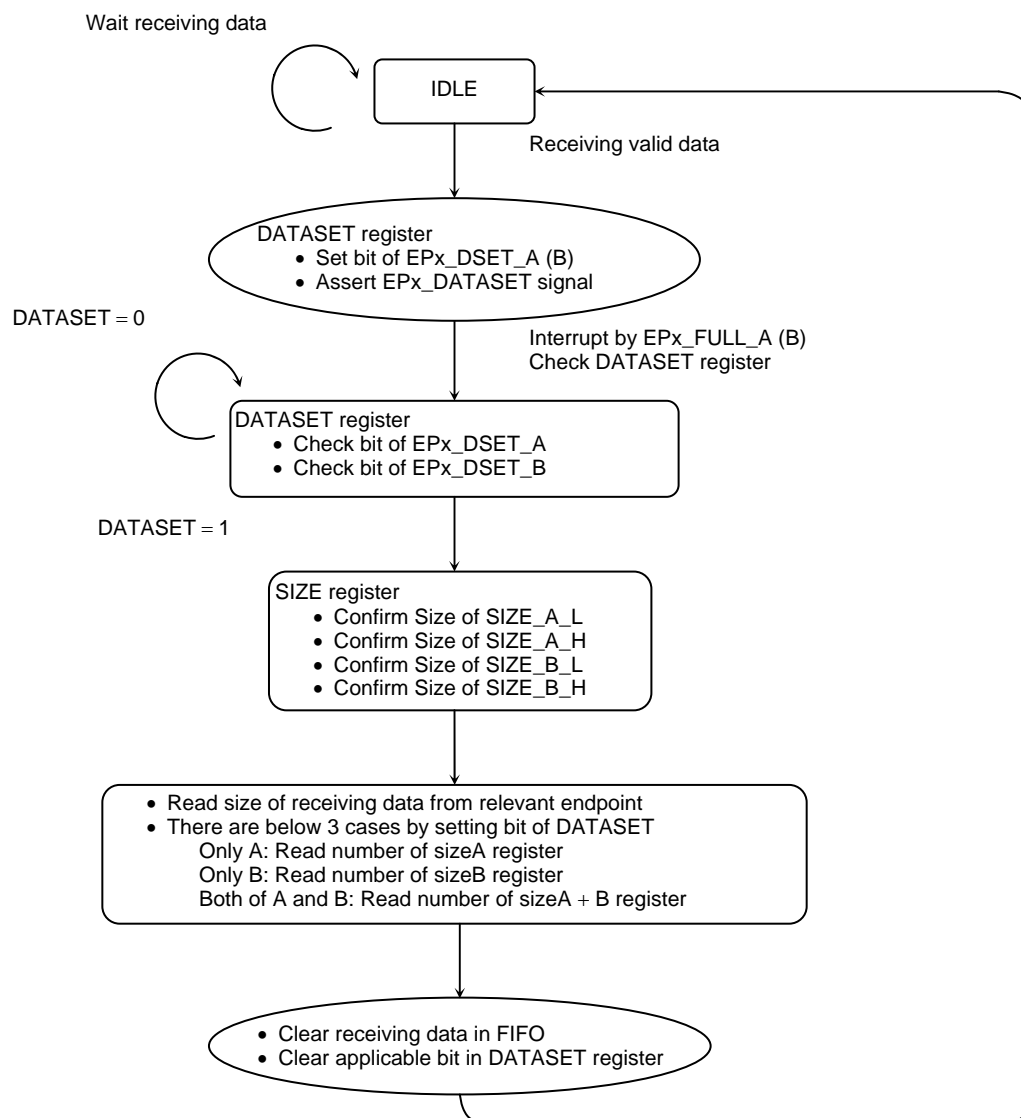 Wait receiving data
IDLE
Receiving valid data
DATASET register
• Set bit of EPx_DSET_A (B)
• Assert EPx_DATASET signal
DATASET = 0
Interrupt by EPx_FULL_A (B)
Check DATASET register
DATASET register
• Check bit of EPx_DSET_A
• Check bit of EPx_DSET_B
DATASET = 1
SIZE register
• Confirm Size of SIZE_A_L
• Confirm Size of SIZE_A_H
• Confirm Size of SIZE_B_L
• Confirm Size of SIZE_B_H
• Read size of receiving data from relevant endpoint
• There are below 3 cases by setting bit of DATASET
Only A: Read number of sizeA register
Only B: Read number of sizeB register
Both of A and B: Read number of sizeA + B register
• Clear receiving data in FIFO
• Clear applicable bit in DATASET register